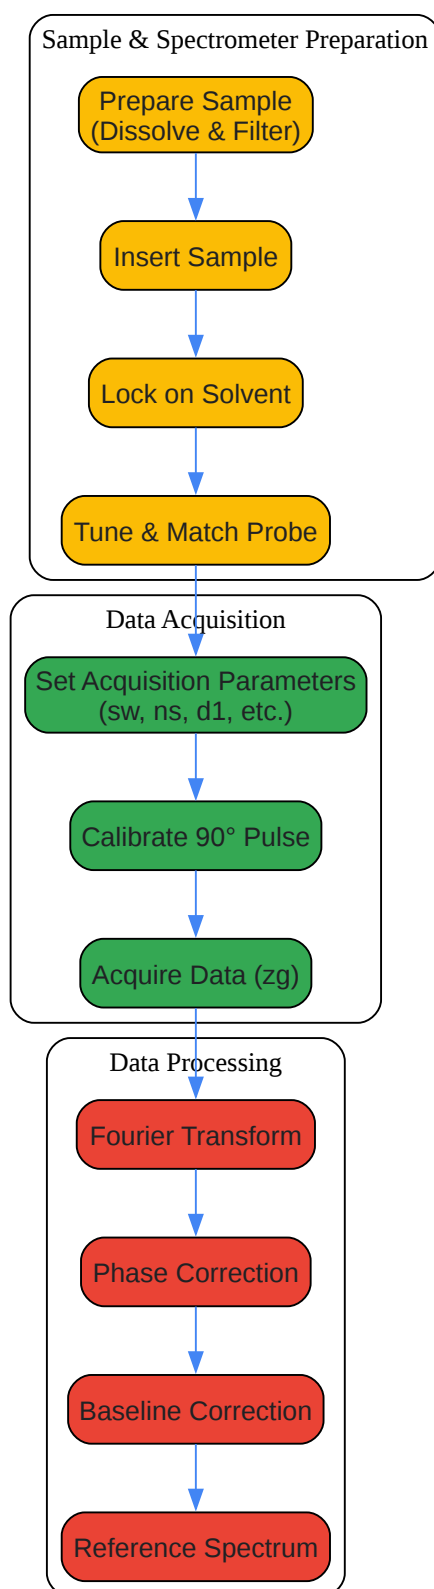 Sample & Spectrometer Preparation
Prepare Sample
(Dissolve & Filter)
Insert Sample
Lock on Solvent
Tune & Match Probe
Data Acquisition
Set Acquisition Parameters
(sw, ns, d1, etc.)
Calibrate 90° Pulse
Acquire Data (zg)
Data Processing
Fourier Transform
Phase Correction
Baseline Correction
Reference Spectrum